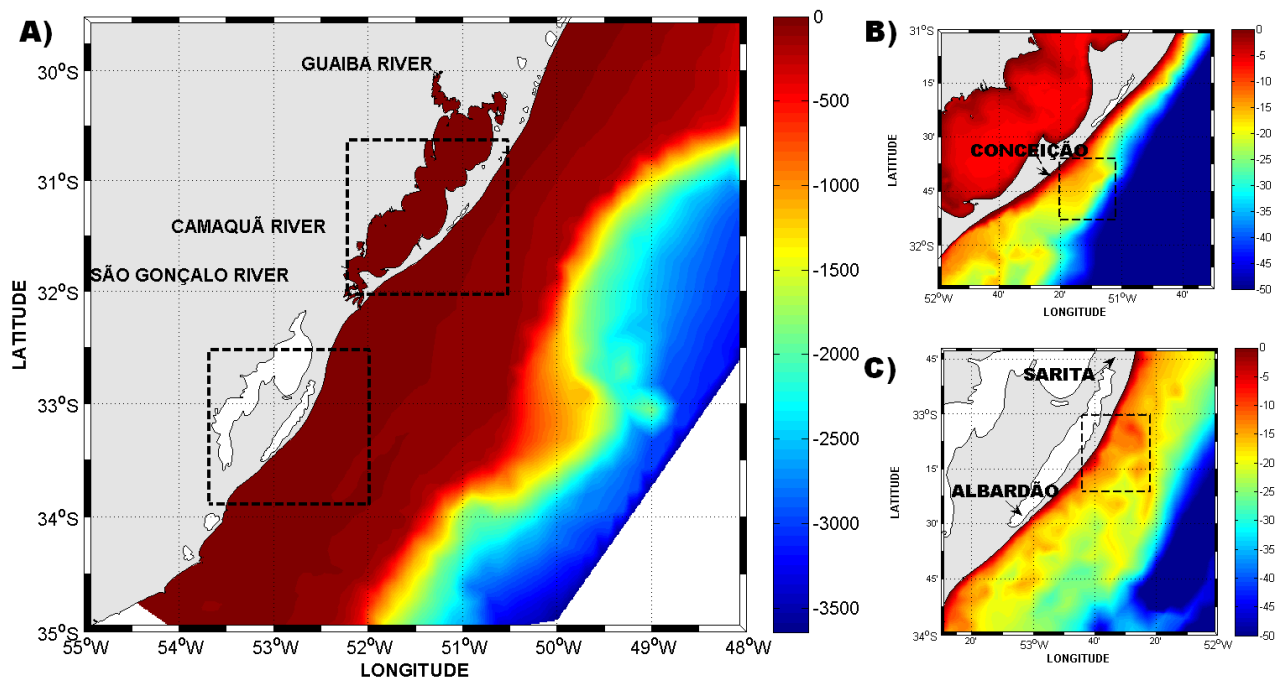 A)
GUAIBA RIVER
CAMAQUÃ RIVER
SÃO GONÇALO RIVER
30°S
31°S
32°S
33°S
34°S
35°S
LATITUDE
55°W 54°W 53°W 52°W 51°W 50°W 49°W 48°W
LONGITUDE
0
-500
-1000
-1500
-2000
-2500
-3000
-3500
B)
CONCEIÇÃO
31°S
15'
30'
45'
32°S
LATITUDE
52°W 40' 20' 51°W 40'
LONGITUDE
0
-5
-10
-15
-20
-25
-30
-35
-40
-45
-50
C)
SARITA
ALBARDÃO
45'
33°S
15'
30'
45'
34°S
LATITUDE
20' 53°W 40' 20' 52°W
LONGITUDE
0
-5
-10
-15
-20
-25
-30
-35
-40
-45
-50